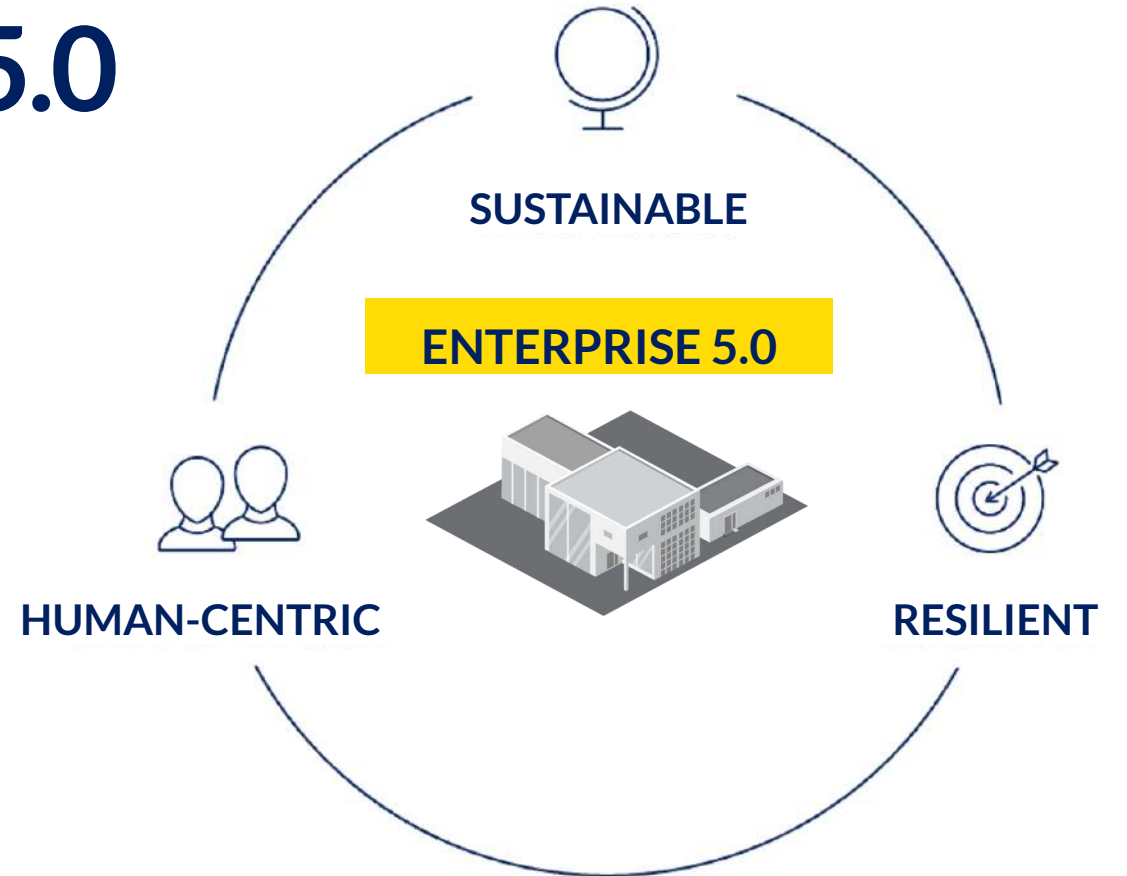 5.0
SUSTAINABLE
ENTERPRISE 5.0
HUMAN-CENTRIC
RESILIENT